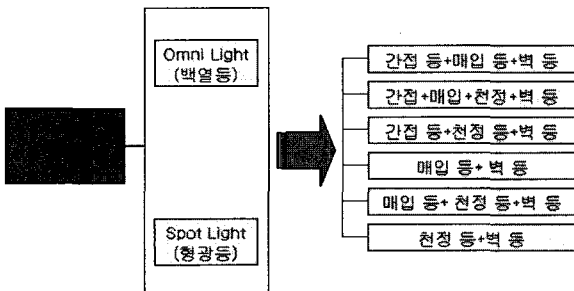 Omni Light
(백열등)
Spot Light
(형광등)
간접 등+매입 등+벽 등
간접+매입+천정+벽 등
간접 등+천정 등+벽 등
매입 등+ 벽 등
매입 등+ 천정 등+벽 등
천정 등+벽 등